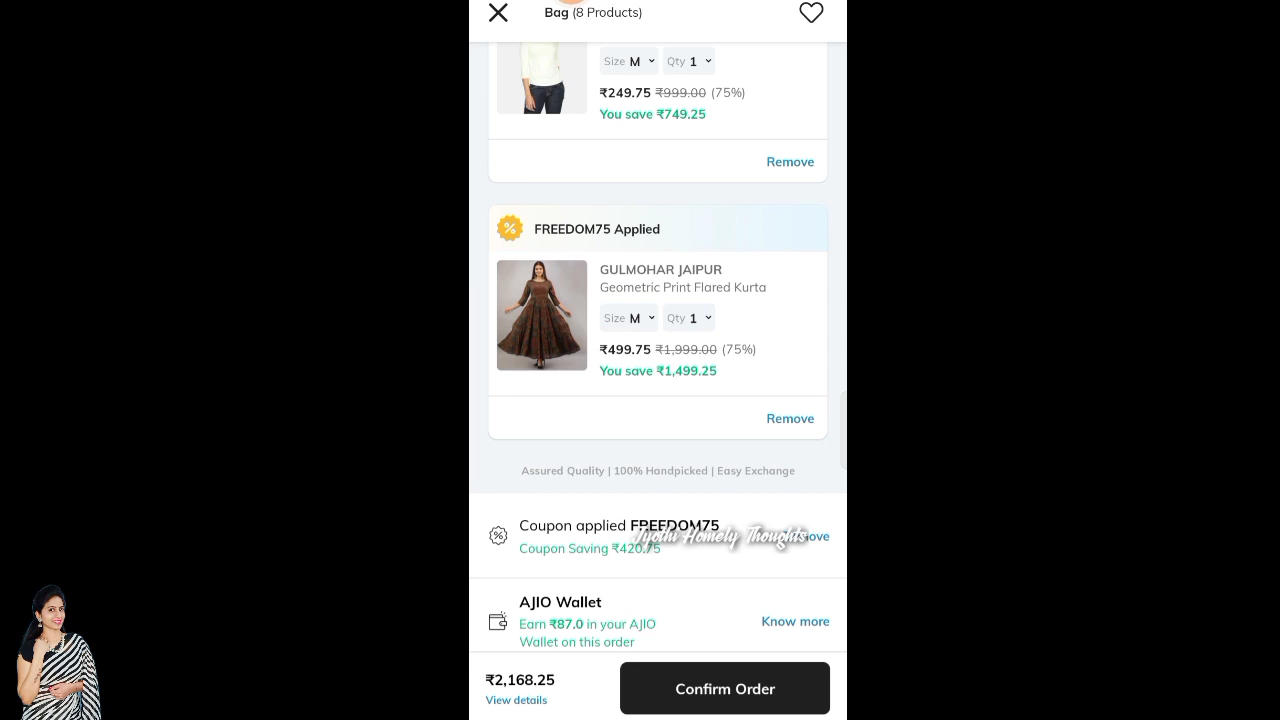 Bag (8 Products)
Size M Qty 1
₹249.75 ₹999.00 (75%)
You save ₹749.25
Remove
FREEDOM75 Applied
GULMOHAR JAIPUR
Geometric Print Flared Kurta
Size M Qty 1
₹499.75 ₹1,999.00 (75%)
You save ₹1,499.25
Remove
Assured Quality | 100% Handpicked | Easy Exchange
Coupon applied FREEDOM75
Jyothi Homely Thoughts
Coupon Saving ₹420.75
AJIO Wallet
Earn ₹87.0 in your AJIO
Wallet on this order
Know more
₹2,168.25
View details
Confirm Order